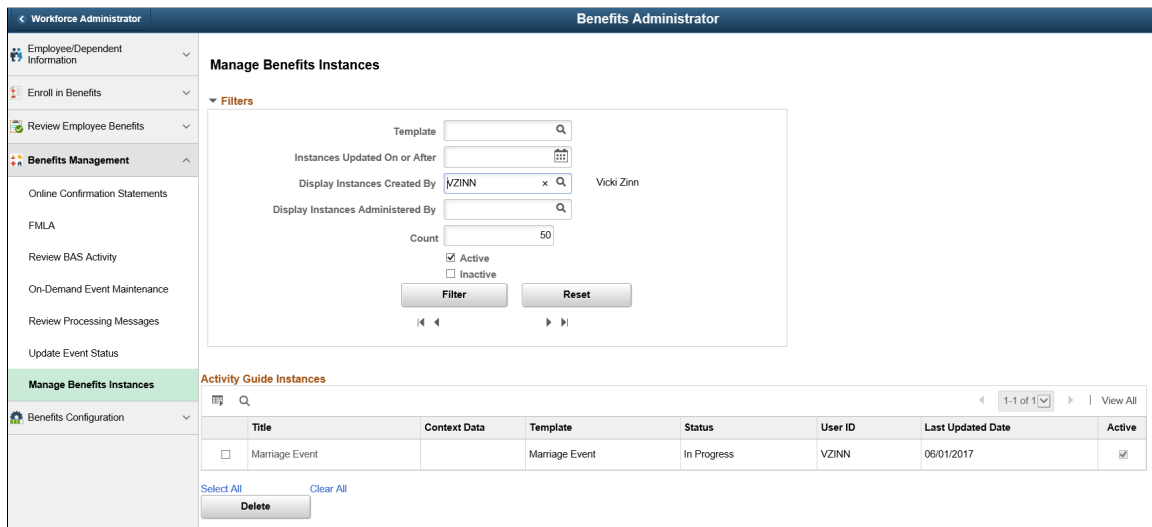 Workforce Administrator
Benefits Administrator
Employee/Dependent
Information
Enroll in Benefits
Review Employee Benefits
Benefits Management
Online Confirmation Statements
FMLA
Review BAS Activity
On-Demand Event Maintenance
Review Processing Messages
Update Event Status
Manage Benefits Instances
Benefits Configuration
Manage Benefits Instances
Filters
Template
Instances Updated On or After
Display Instances Created By VZINN × Vicki Zinn
Display Instances Administered By
Count 50
Active
Inactive
Filter Reset
Activity Guide Instances
1-1 of 1 | View All
Title Context Data Template Status User ID Last Updated Date Active
Marriage Event Marriage Event In Progress VZINN 06/01/2017
Select All Clear All
Delete